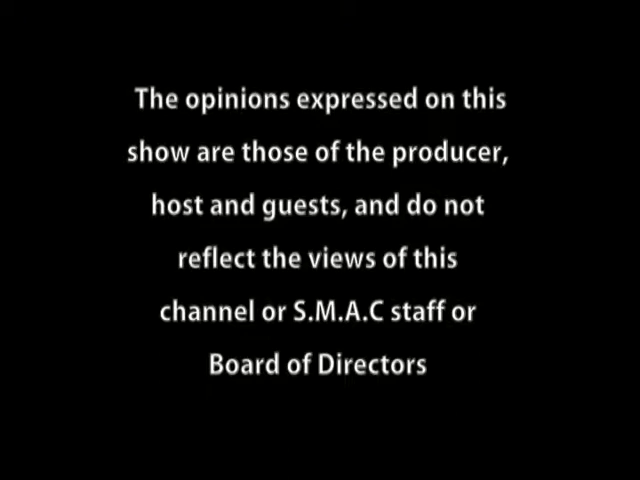 The opinions expressed on this
show are those of the producer,
host and guests, and do not
reflect the views of this
channel or S.M.A.C staff or
Board of Directors